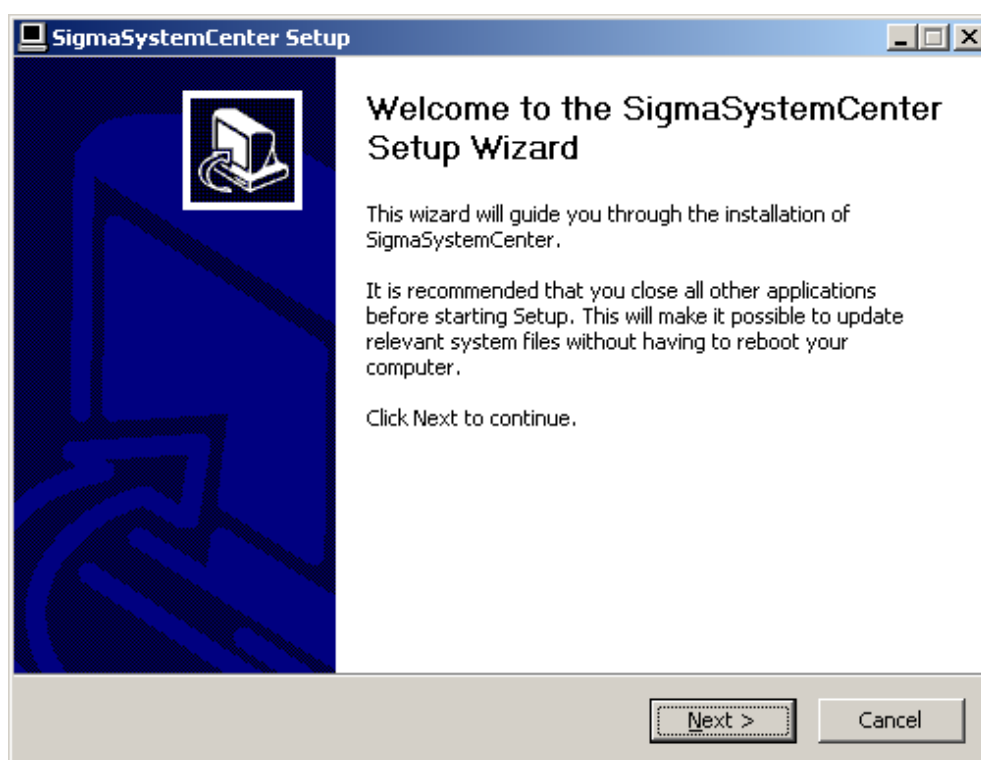 SigmaSystemCenter Setup
Welcome to the SigmaSystemCenter
Setup Wizard
This wizard will guide you through the installation of
SigmaSystemCenter.
It is recommended that you close all other applications
before starting Setup. This will make it possible to update
relevant system files without having to reboot your
computer.
Click Next to continue.
Next >
Cancel